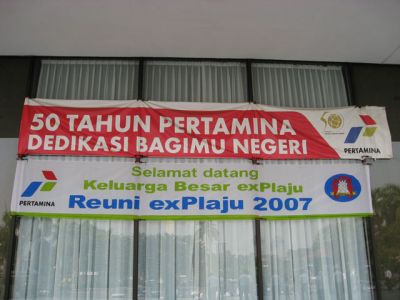 50 TAHUN PERTAMINA
DEDIKASI BAGIMU NEGERI
PERTAMINA
Selamat datang
Keluarga Besar exPlaju
Reuni exPlaju 2007
PERTAMINA